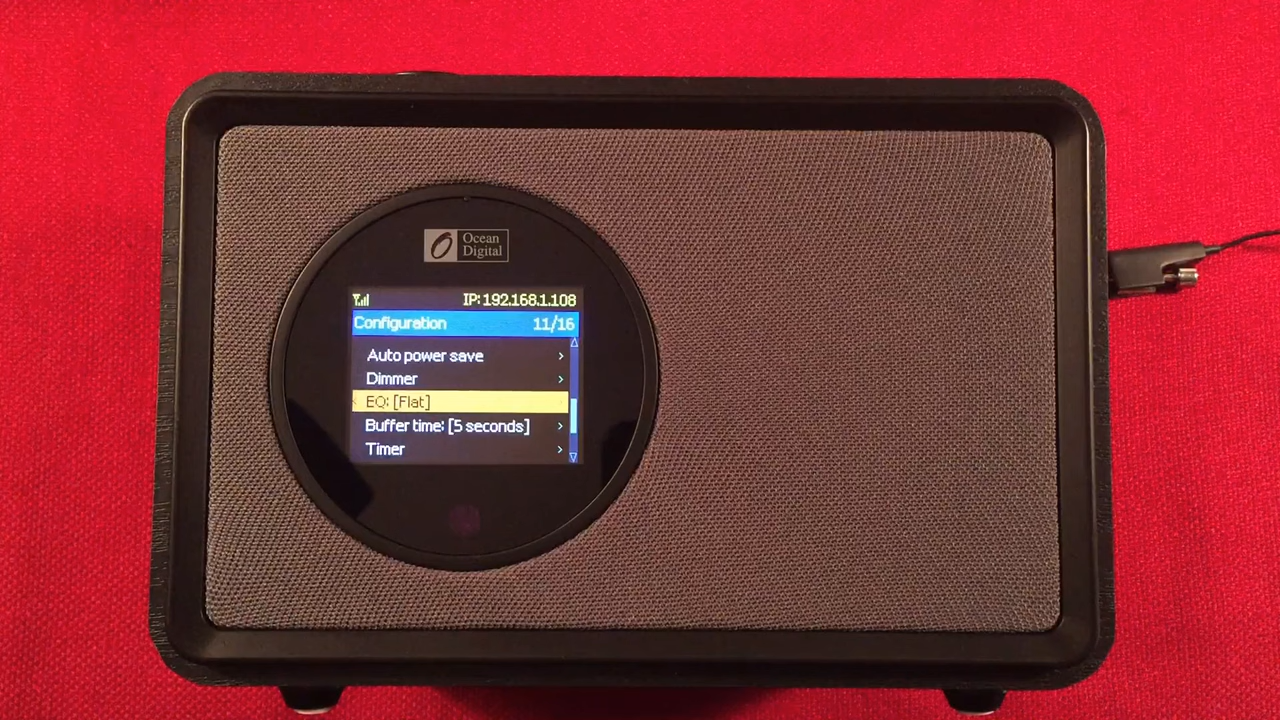 Ocean
Digital
IP: 192.168.1.108
Configuration 11/16
Auto power save >
Dimmer >
EQ: [Flat]
Buffer time: [5 seconds] >
Timer >